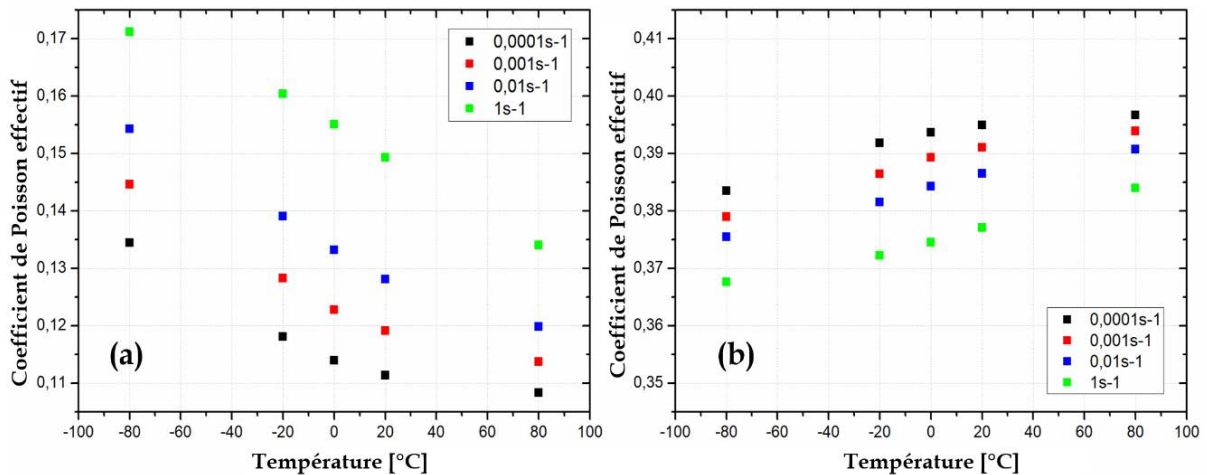 Coefficient de Poisson effectif
0,17
0,16
0,15
0,14
0,13
0,12
0,11
0,0001s-1
0,001s-1
0,01s-1
1s-1
(a)
-100 -80 -60 -40 -20 0 20 40 60 80 100
Température [°C]
Coefficient de Poisson effectif
0,41
0,40
0,39
0,38
0,37
0,36
0,35
(b)
0,0001s-1
0,001s-1
0,01s-1
1s-1
-100 -80 -60 -40 -20 0 20 40 60 80 100
Température [°C]